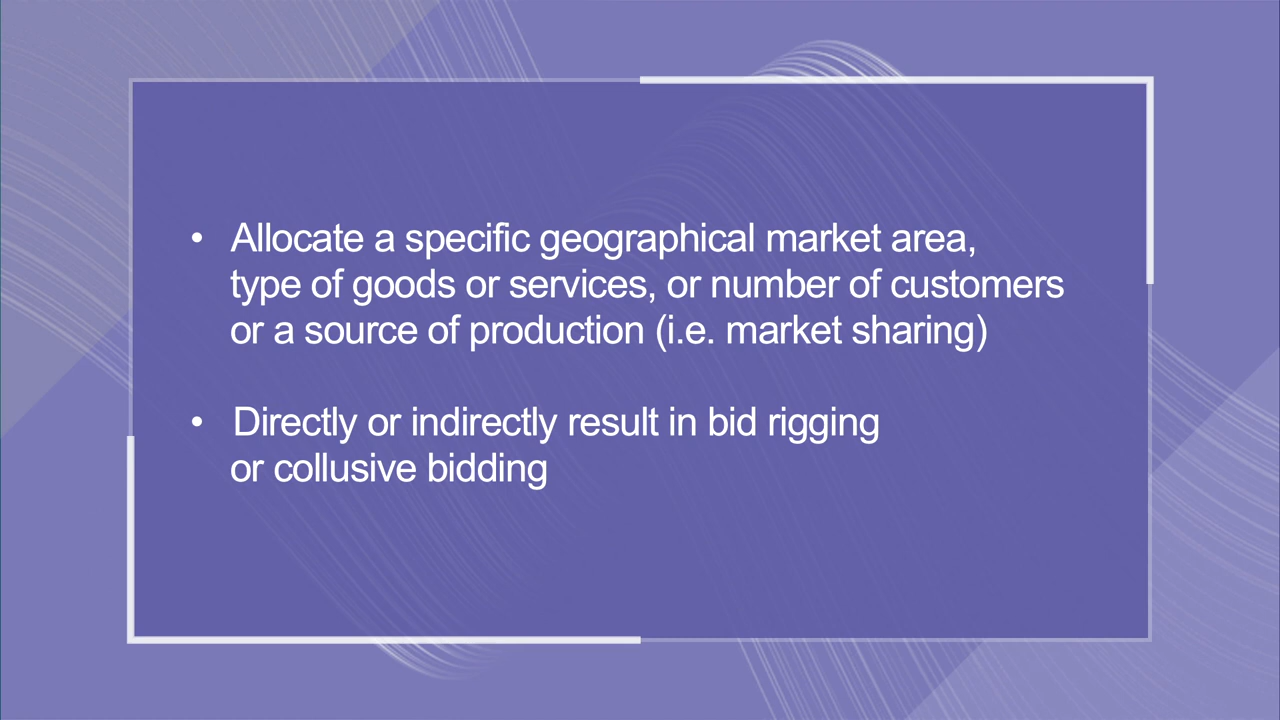 • Allocate a specific geographical market area,
type of goods or services, or number of customers
or a source of production (i.e. market sharing)
• Directly or indirectly result in bid rigging
or collusive bidding